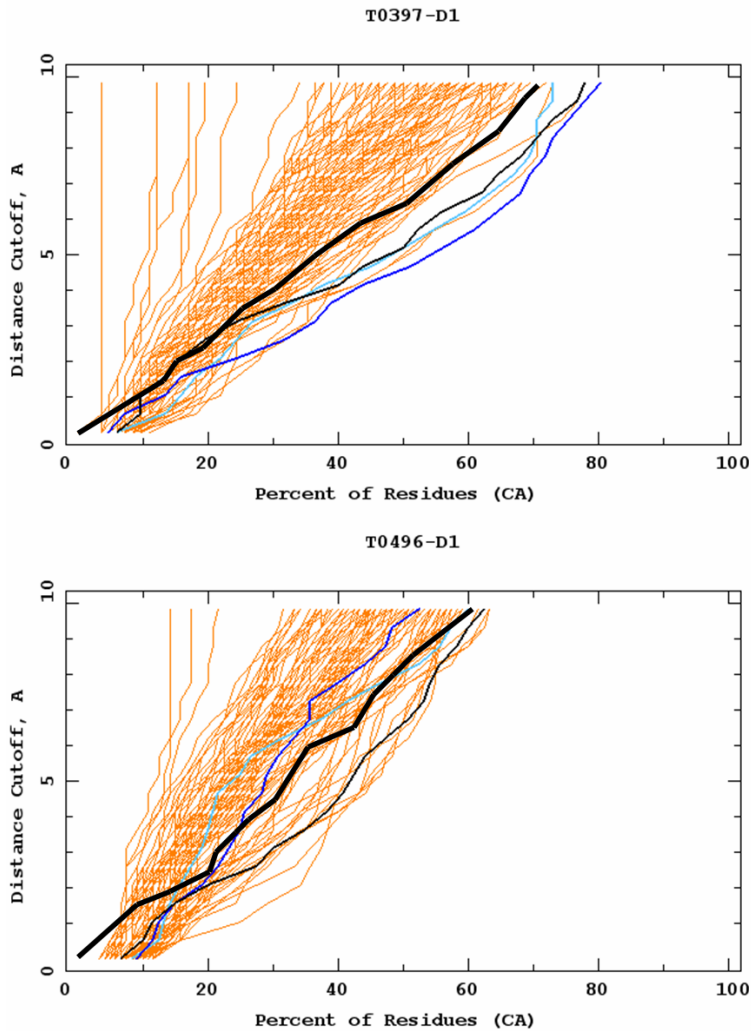 T0397-D1
10
5
0
Distance Cutoff, A
0 20 40 60 80 100
Percent of Residues (CA)
T0496-D1
10
5
0
Distance Cutoff, A
0 20 40 60 80 100
Percent of Residues (CA)